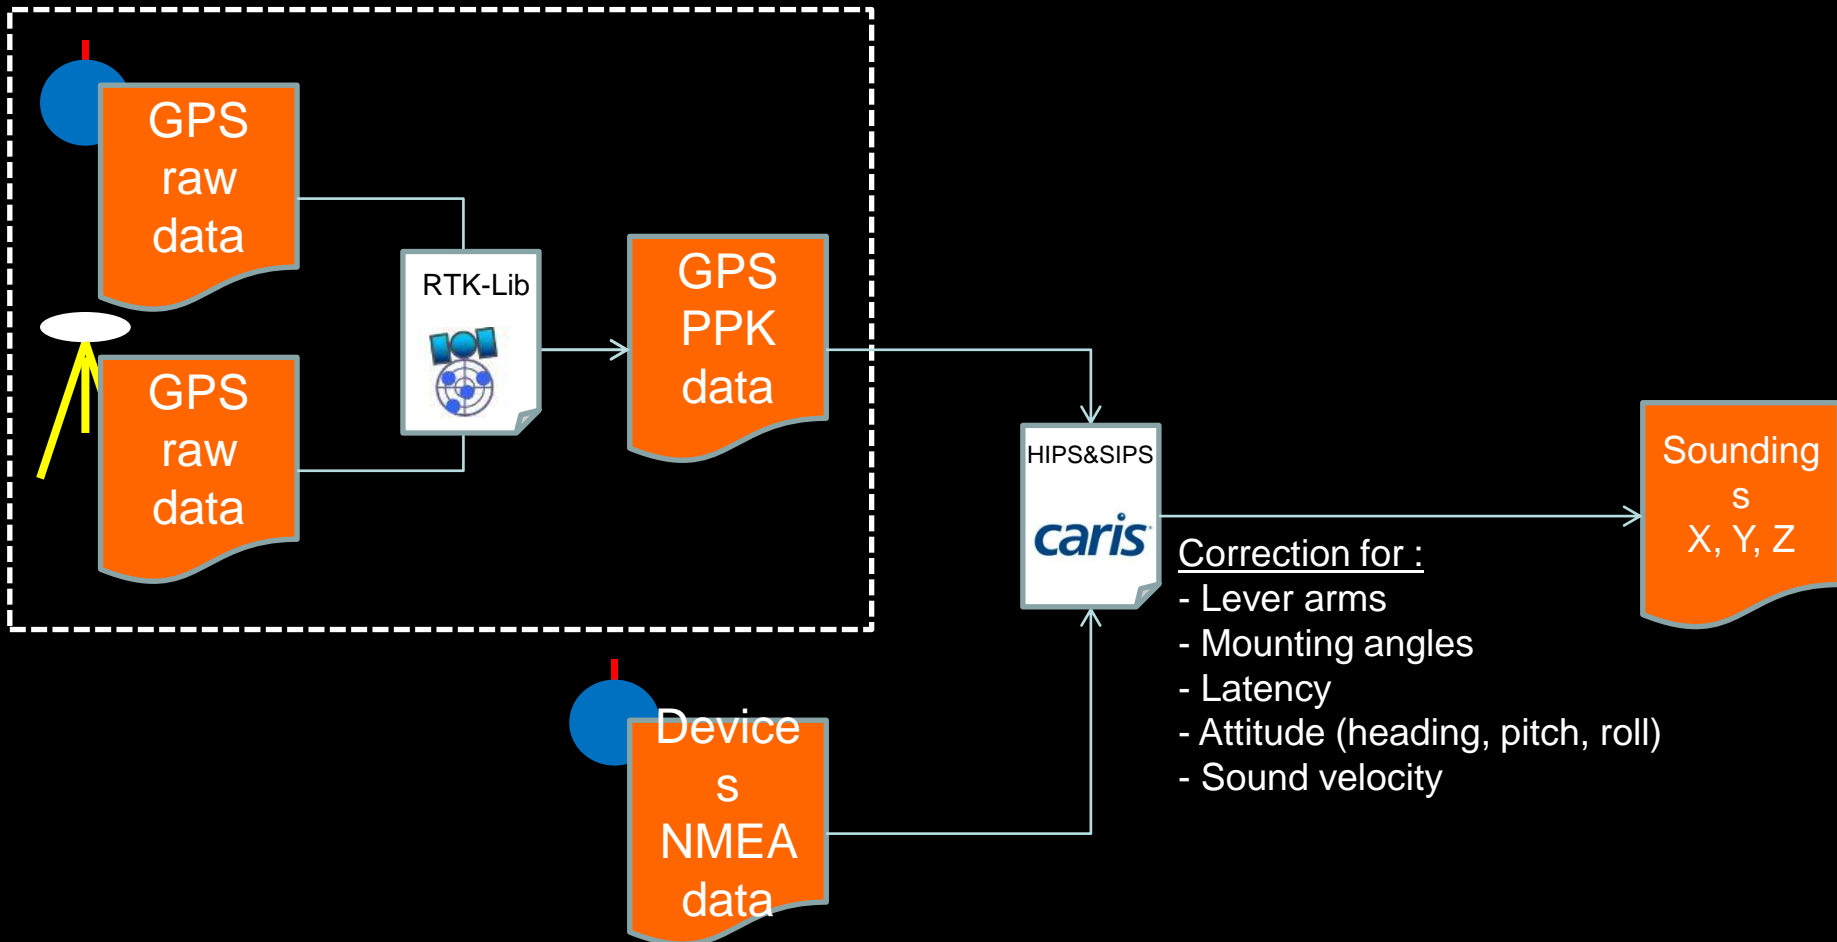 GPS
raw
data
RTK-Lib
GPS
PPK
data
GPS
raw
data
HIPS&SIPS
caris
Sounding
s
X, Y, Z
Correction for :
- Lever arms
- Mounting angles
- Latency
- Attitude (heading, pitch, roll)
- Sound velocity
Device
s
NMEA
data